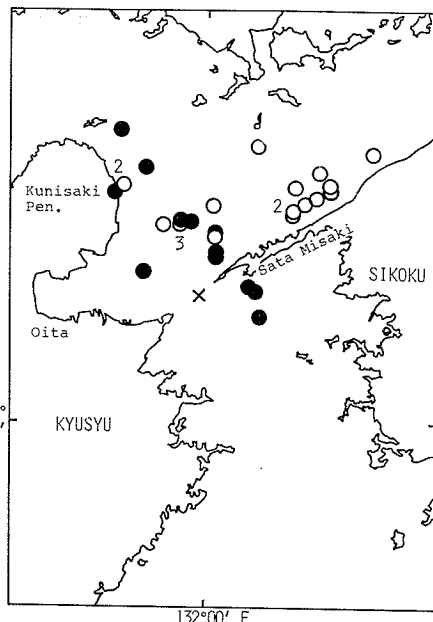 2
Kunisaki
Pen.
2
3
Sata Misaki
SIKOKU
Oita
KYUSYU
132°00' E